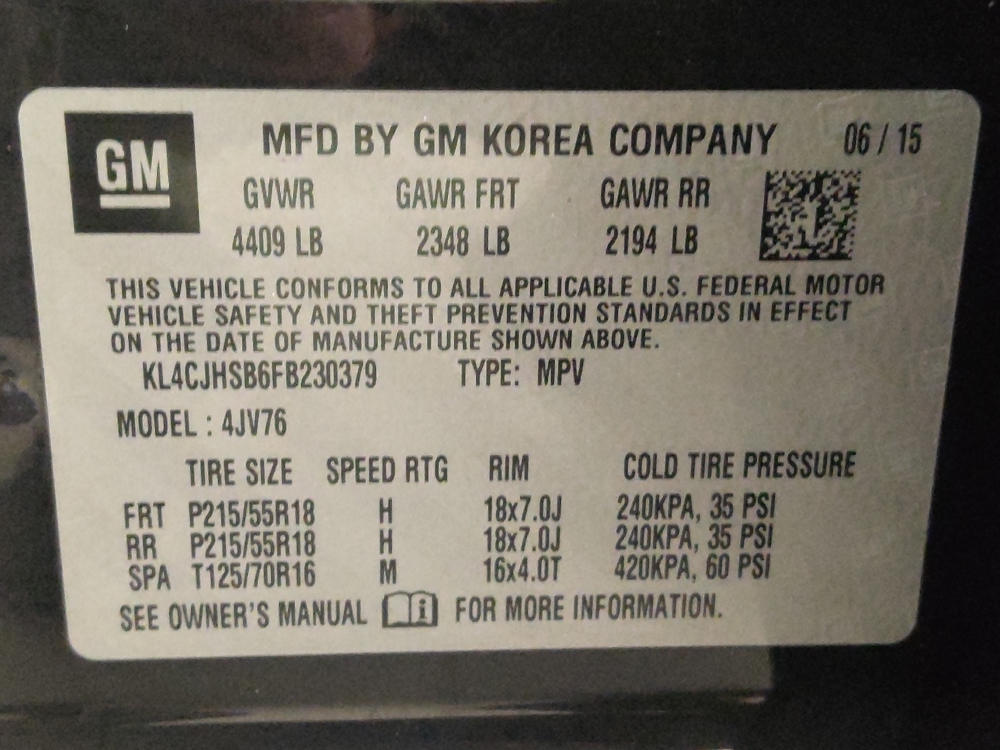 GM
MFD BY GM KOREA COMPANY 06 / 15
GVWR GAWR FRT GAWR RR
4409 LB 2348 LB 2194 LB
THIS VEHICLE CONFORMS TO ALL APPLICABLE U.S. FEDERAL MOTOR
VEHICLE SAFETY AND THEFT PREVENTION STANDARDS IN EFFECT
ON THE DATE OF MANUFACTURE SHOWN ABOVE.
KL4CJHSB6FB230379 TYPE: MPV
MODEL : 4JV76
TIRE SIZE SPEED RTG RIM COLD TIRE PRESSURE
FRT P215/55R18 H 18x7.0J 240KPA, 35 PSI
RR P215/55R18 H 18x7.0J 240KPA, 35 PSI
SPA T125/70R16 M 16x4.0T 420KPA, 60 PSI
SEE OWNER'S MANUAL i FOR MORE INFORMATION.